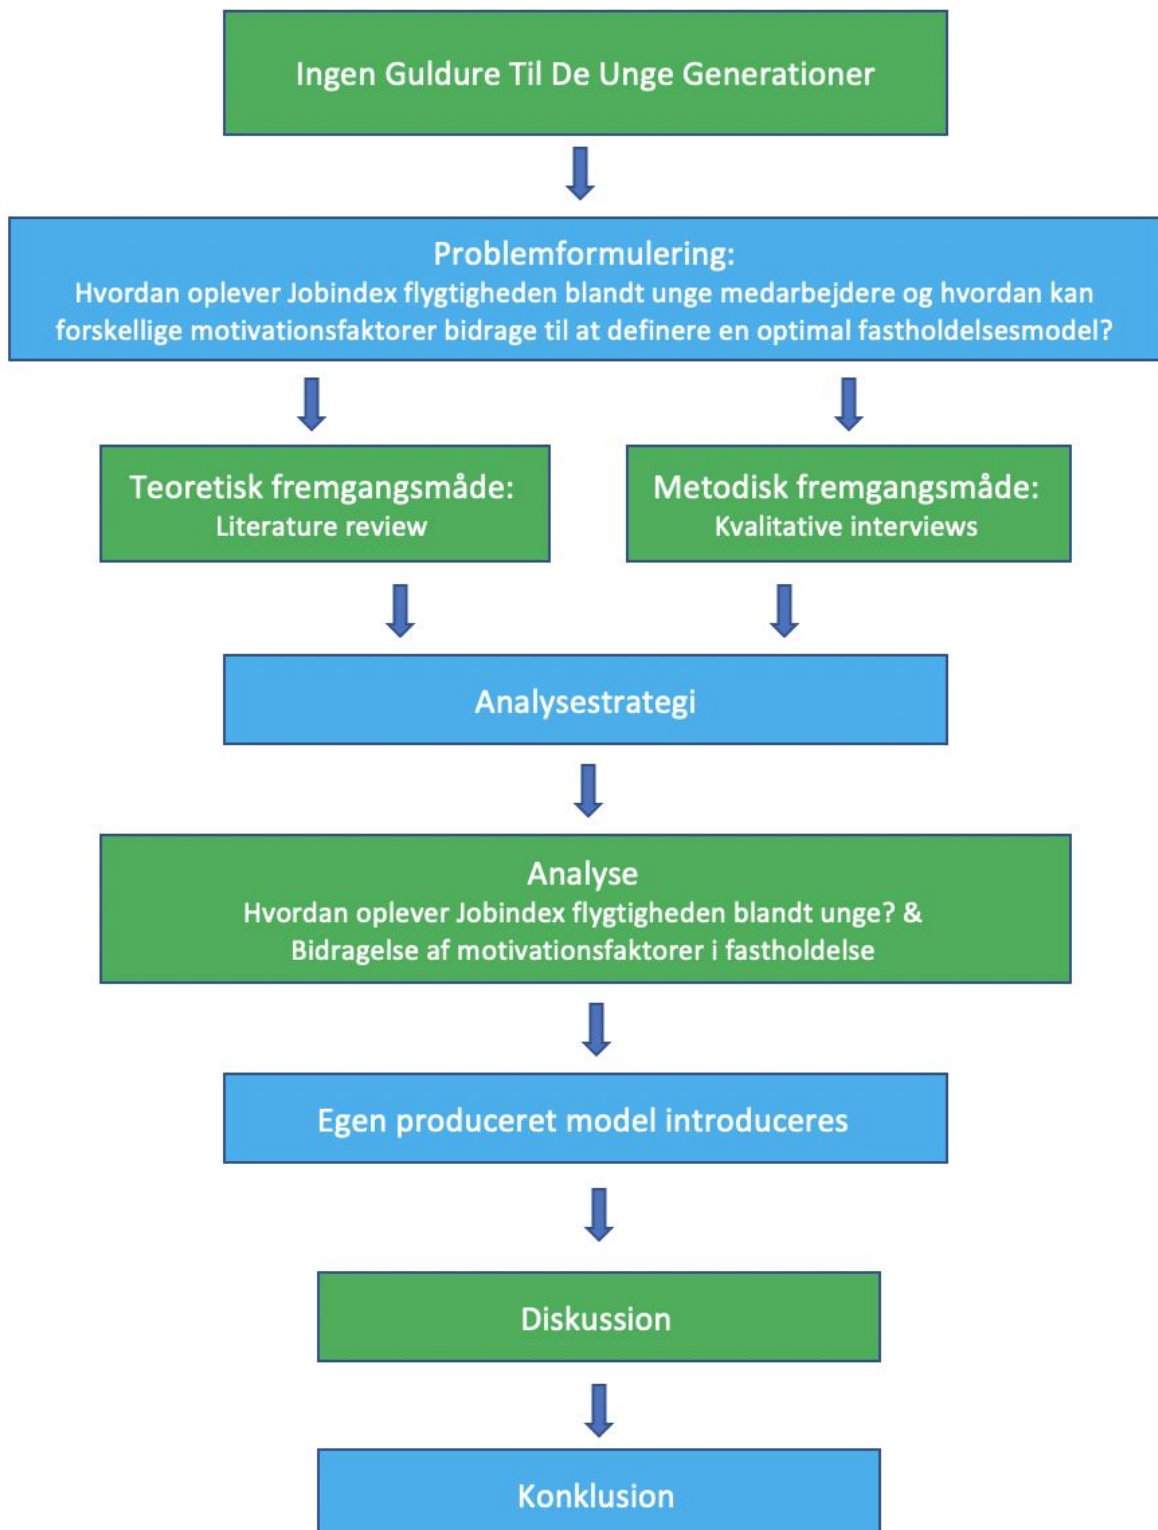 Ingen Guldure Til De Unge Generationer
Problemformulering:
Hvordan oplever Jobindex flygtigheden blandt unge medarbejdere og hvordan kan
forskellige motivationsfaktorer bidrage til at definere en optimal fastholdelsesmodel?
Teoretisk fremgangsmåde:
Literature review
Metodisk fremgangsmåde:
Kvalitative interviews
Analysestrategi
Analyse
Hvordan oplever Jobindex flygtigheden blandt unge? &
Bidragelse af motivationsfaktorer i fastholdelse
Egen produceret model introduceres
Diskussion
Konklusion